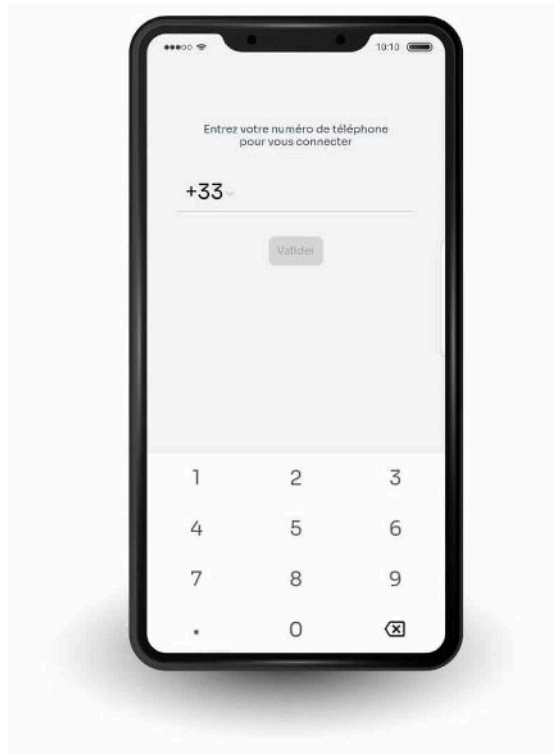 10:10
Entrez votre numéro de téléphone
pour vous connecter
+33
Valider
1 2 3
4 5 6
7 8 9
. 0